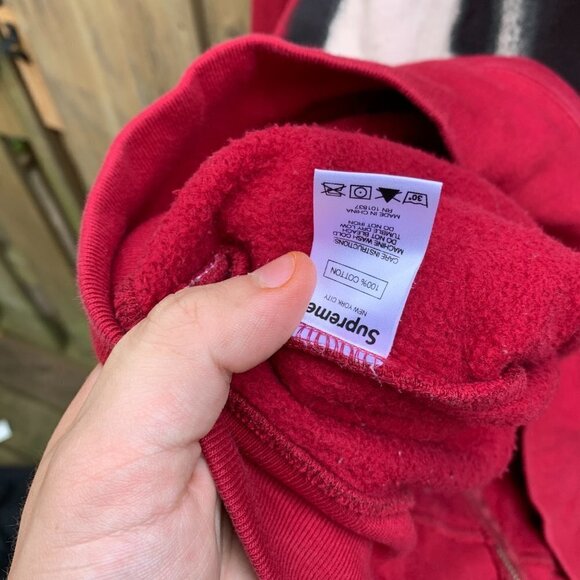 Supreme
NEW YORK CITY
100% COTTON
CARE INSTRUCTIONS:
MACHINE WASH COLD
TUMBLE DRY LOW
DO NOT BLEACH
DO NOT IRON
RN 101837
MADE IN CHINA
30°